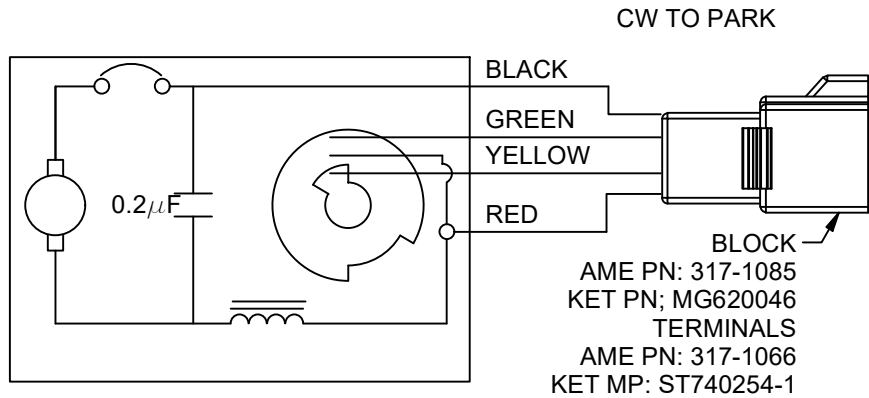 CW TO PARK
BLACK
GREEN
YELLOW
0.2μF
RED
BLOCK
AME PN: 317-1085
KET PN; MG620046
TERMINALS
AME PN: 317-1066
KET MP: ST740254-1